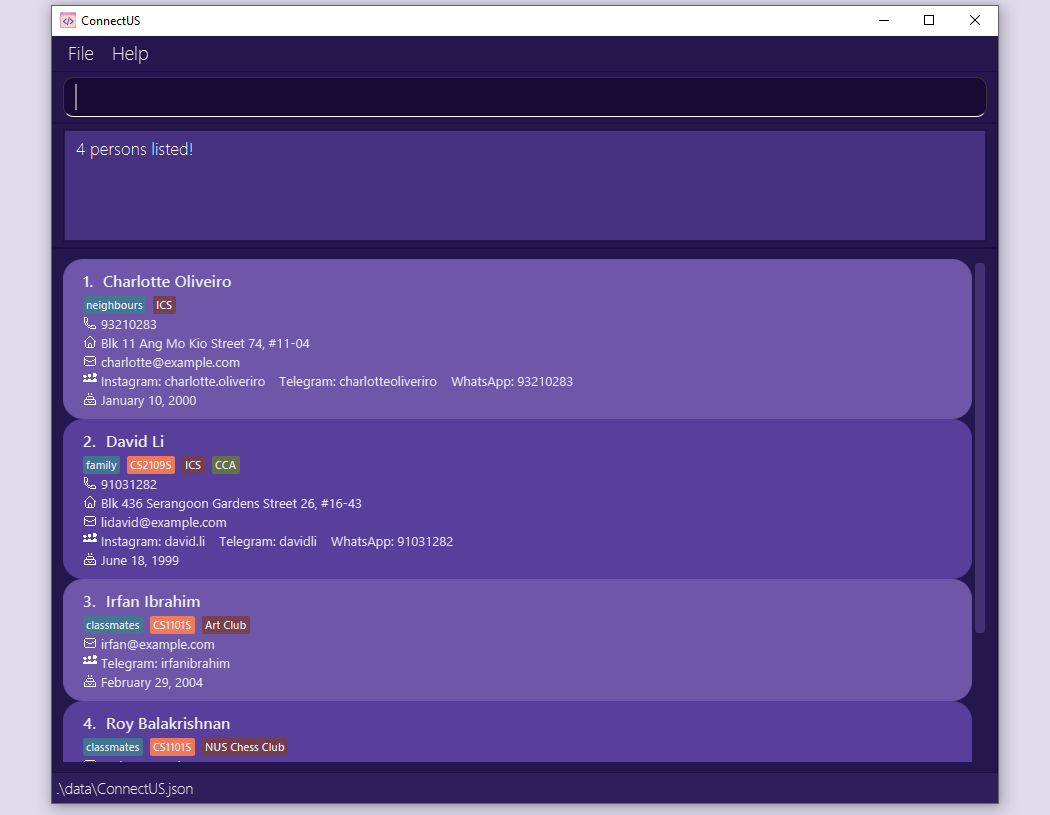 ConnectUS
File Help
4 persons listed!
1. Charlotte Oliveiro
neighbours ICS
93210283
Blk 11 Ang Mo Kio Street 74, #11-04
charlotte@example.com
Instagram: charlotte.oliveriro Telegram: charlotteoliveriro WhatsApp: 93210283
January 10, 2000
2. David Li
family CS2109S ICS CCA
91031282
Blk 436 Serangoon Gardens Street 26, #16-43
lidavid@example.com
Instagram: david.li Telegram: davidli WhatsApp: 91031282
June 18, 1999
3. Irfan Ibrahim
classmates CS1101S Art Club
irfan@example.com
Telegram: irfanibrahim
February 29, 2004
4. Roy Balakrishnan
classmates CS1101S NUS Chess Club
.\data\ConnectUS.json